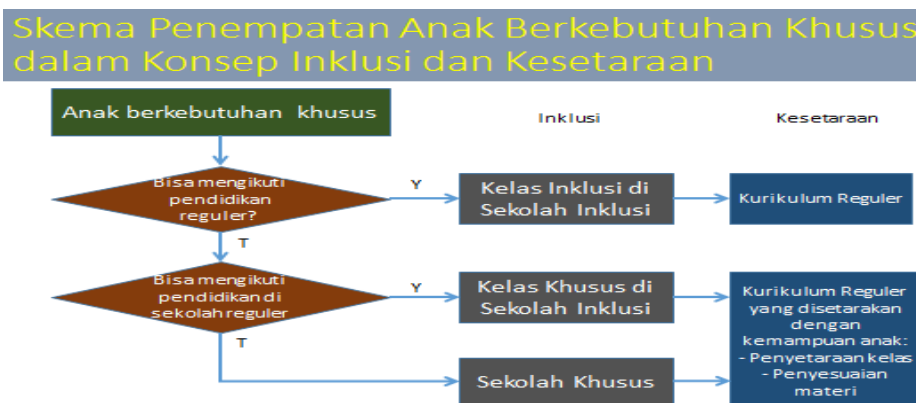 Skema Penempatan Anak Berkebutuhan Khusus
dalam Konsep Inklusi dan Kesetaraan
Anak berkebutuhan khusus
Inklusi
Kesetaraan
Bisa mengikuti
pendidikan
reguler?
Y
Kelas Inklusi di
Sekolah Inklusi
Kurikulum Reguler
T
Bisa mengikuti
pendidikan di
sekolah reguler
Y
Kelas Khusus di
Sekolah Inklusi
Kurikulum Reguler
yang disetarakan
dengan
kemampuan anak:
- Penyetaraan kelas
- Penyesuaian
materi
T
Sekolah Khusus